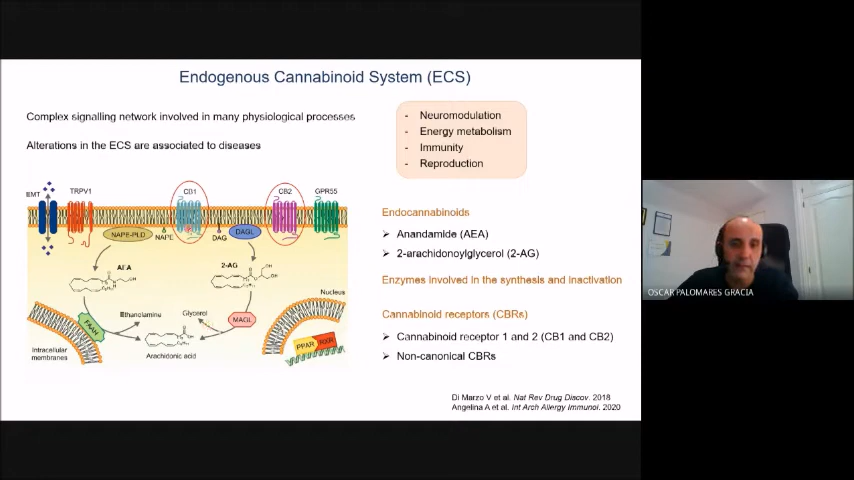 Endogenous Cannabinoid System (ECS)
Complex signalling network involved in many physiological processes
Alterations in the ECS are associated to diseases
- Neuromodulation
- Energy metabolism
- Immunity
- Reproduction
EMT
TRPV1
CB1
CB2
GPR55
NAPE-PLD
NAPE
DAG
DAGL
AEA
2-AG
Nucleus
Ethanolamine
Glycerol
FAAH
MAGL
Arachidonic acid
Intracellular
membranes
PPAR
RXR
Endocannabinoids
➢ Anandamide (AEA)
➢ 2-arachidonoylglycerol (2-AG)
Enzymes involved in the synthesis and inactivation
Cannabinoid receptors (CBRs)
➢ Cannabinoid receptor 1 and 2 (CB1 and CB2)
➢ Non-canonical CBRs
Di Marzo V et al. Nat Rev Drug Discov. 2018
Angelina A et al. Int Arch Allergy Immunol. 2020
OSCAR PALOMARES GRACIA